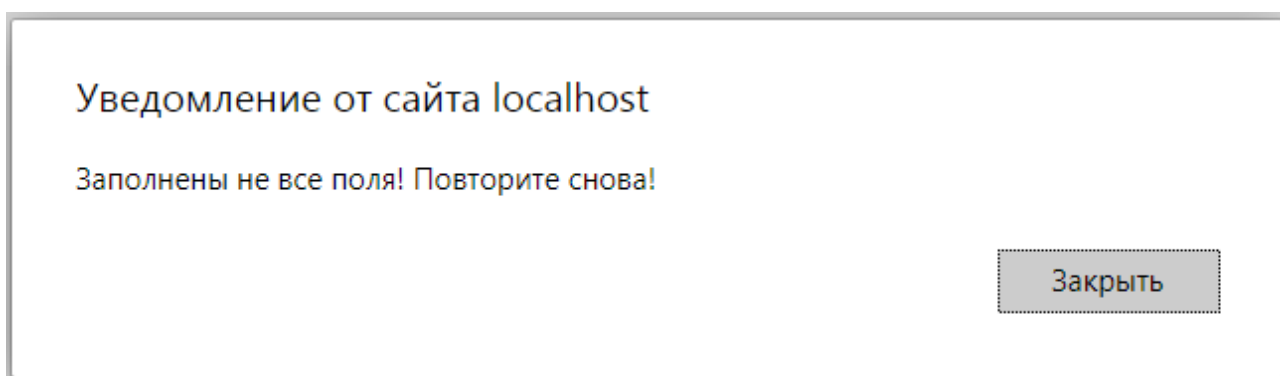 Уведомление от сайта localhost
Заполнены не все поля! Повторите снова!
Закрыть